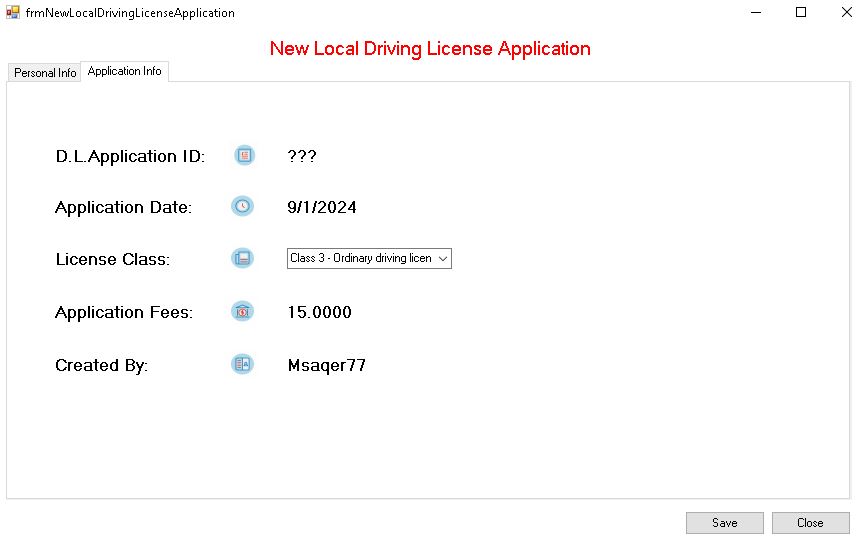 frmNewLocalDrivingLicenseApplication
New Local Driving License Application
Personal Info Application Info
D.L.Application ID: ???
Application Date: 9/1/2024
License Class: Class 3 - Ordinary driving licen
Application Fees: 15.0000
Created By: Msaqer77
Save Close